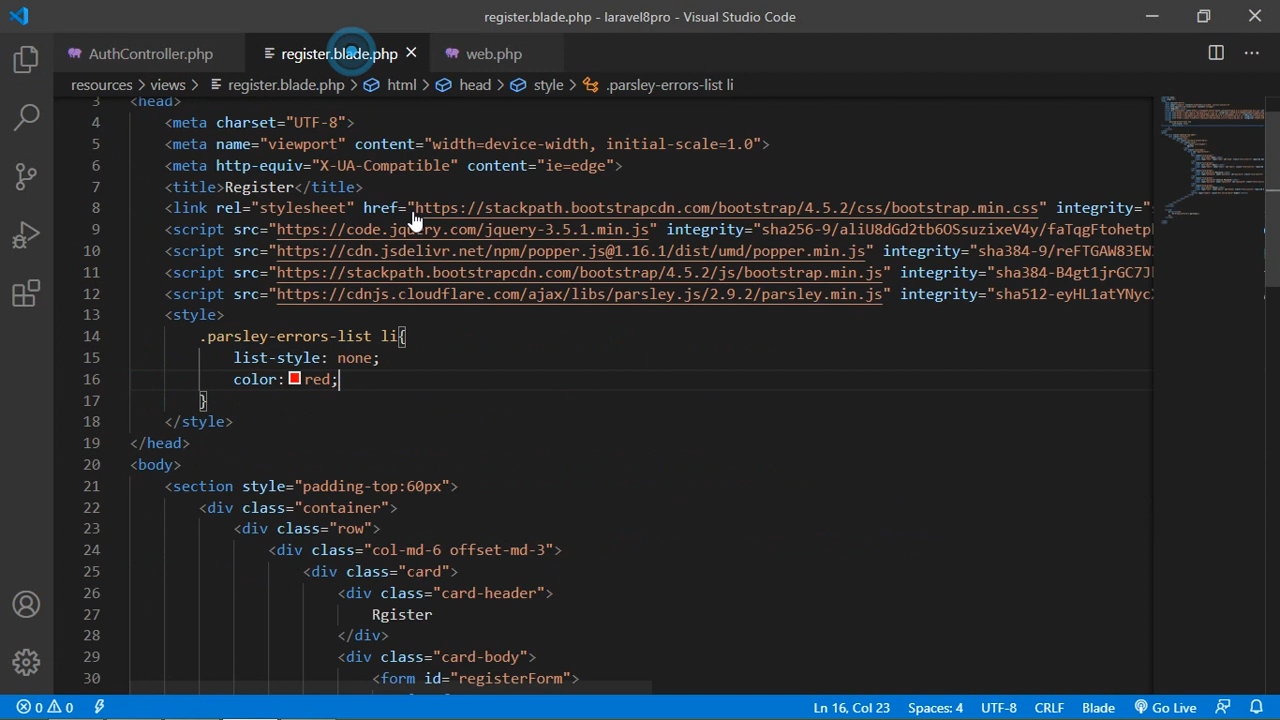 register.blade.php - laravel8pro - Visual Studio Code
AuthController.php register.blade.php web.php
resources > views > register.blade.php > html > head > style > .parsley-errors-list li
3 <head>
4 <meta charset="UTF-8">
5 <meta name="viewport" content="width=device-width, initial-scale=1.0">
6 <meta http-equiv="X-UA-Compatible" content="ie=edge">
7 <title>Register</title>
8 <link rel="stylesheet" href="https://stackpath.bootstrapcdn.com/bootstrap/4.5.2/css/bootstrap.min.css" integrity="
9 <script src="https://code.jquery.com/jquery-3.5.1.min.js" integrity="sha256-9/aliU8dGd2tb6OSsuzixeV4y/faTqgFtohetp
10 <script src="https://cdn.jsdelivr.net/npm/popper.js@1.16.1/dist/umd/popper.min.js" integrity="sha384-9/reFTGAW83EW
11 <script src="https://stackpath.bootstrapcdn.com/bootstrap/4.5.2/js/bootstrap.min.js" integrity="sha384-B4gt1jrGC7J
12 <script src="https://cdnjs.cloudflare.com/ajax/libs/parsley.js/2.9.2/parsley.min.js" integrity="sha512-eyHL1atYNyc
13 <style>
14 .parsley-errors-list li{
15 list-style: none;
16 color: red;
17 }
18 </style>
19 </head>
20 <body>
21 <section style="padding-top:60px">
22 <div class="container">
23 <div class="row">
24 <div class="col-md-6 offset-md-3">
25 <div class="card">
26 <div class="card-header">
27 Rgister
28 </div>
29 <div class="card-body">
30 <form id="registerForm">
0 0 Ln 16, Col 23 Spaces: 4 UTF-8 CRLF Blade Go Live